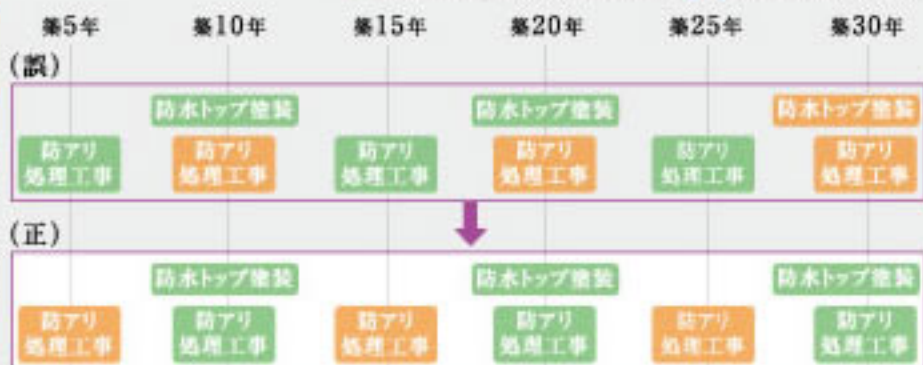 築5年 築10年 築15年 築20年 築25年 築30年
(誤)
防水トップ塗装 防水トップ塗装 防水トップ塗装
防アリ 防アリ 防アリ 防アリ 防アリ 防アリ
処理工事 処理工事 処理工事 処理工事 処理工事 処理工事
(正)
防水トップ塗装 防水トップ塗装 防水トップ塗装
防アリ 防アリ 防アリ 防アリ 防アリ 防アリ
処理工事 処理工事 処理工事 処理工事 処理工事 処理工事